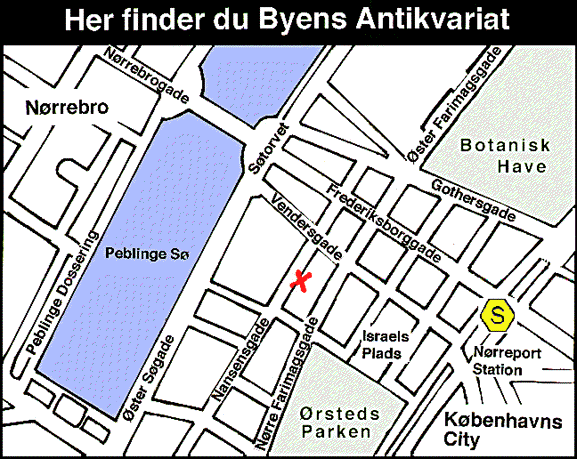 Her finder du Byens Antikvariat
Nørrebrogade
Nørrebro
Øster Farimagsgade
Botanisk
Have
Søtorvet
Gothersgade
Frederiksborggade
Vendersgade
Peblinge Sø
Peblinge Dossering
S
Israels
Plads
Nørreport
Station
Øster Søgade
Nansensgade
Nørre Farimagsgade
Ørsteds
Parken
Københavns
City